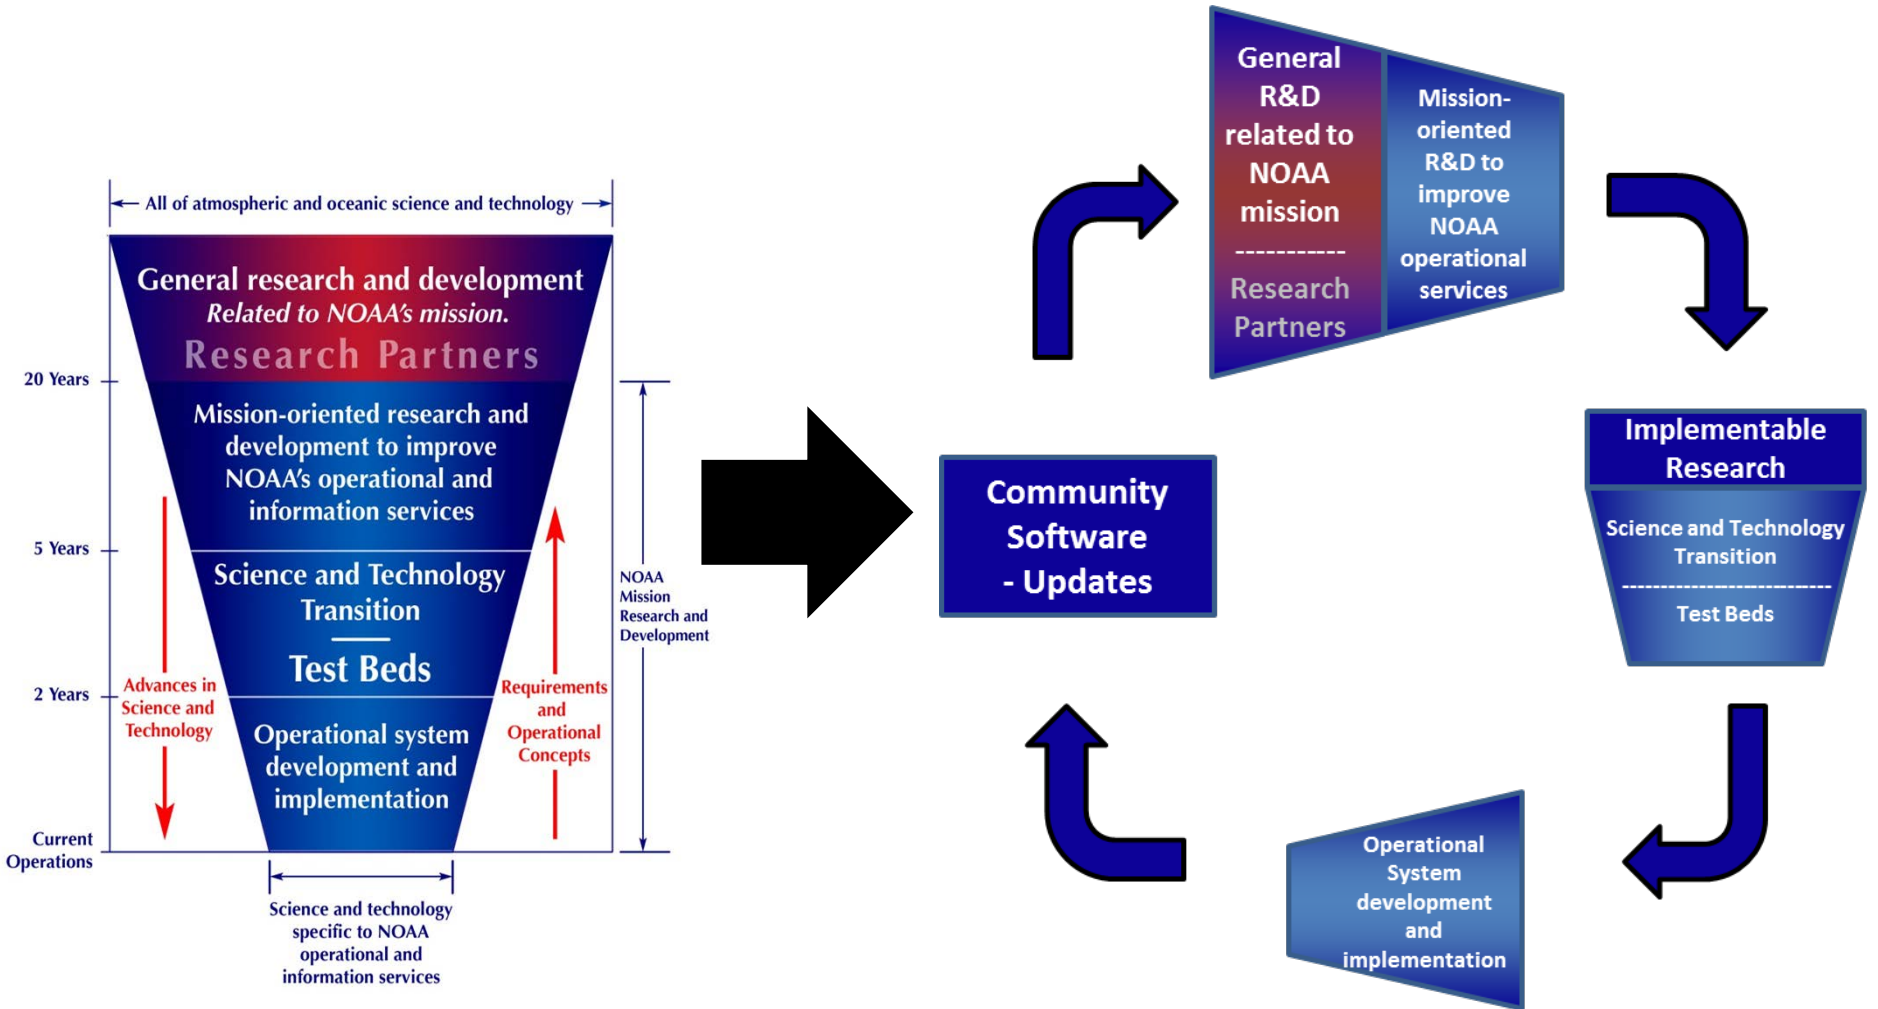 All of atmospheric and oceanic science and technology
General research and development
Related to NOAA's mission.
Research Partners
20 Years
Mission-oriented research and
development to improve
NOAA's operational and
information services
5 Years
Science and Technology
Transition
Test Beds
2 Years
Operational system
development and
implementation
Current
Operations
Advances in
Science and
Technology
Requirements
and
Operational
Concepts
NOAA
Mission
Research and
Development
Science and technology
specific to NOAA
operational and
information services
Community
Software
- Updates
General
R&D
related to
NOAA
mission
-----------
Research
Partners
Mission-
oriented
R&D to
improve
NOAA
operational
services
Implementable
Research
Science and Technology
Transition
---------------------------
Test Beds
Operational
System
development
and
implementation